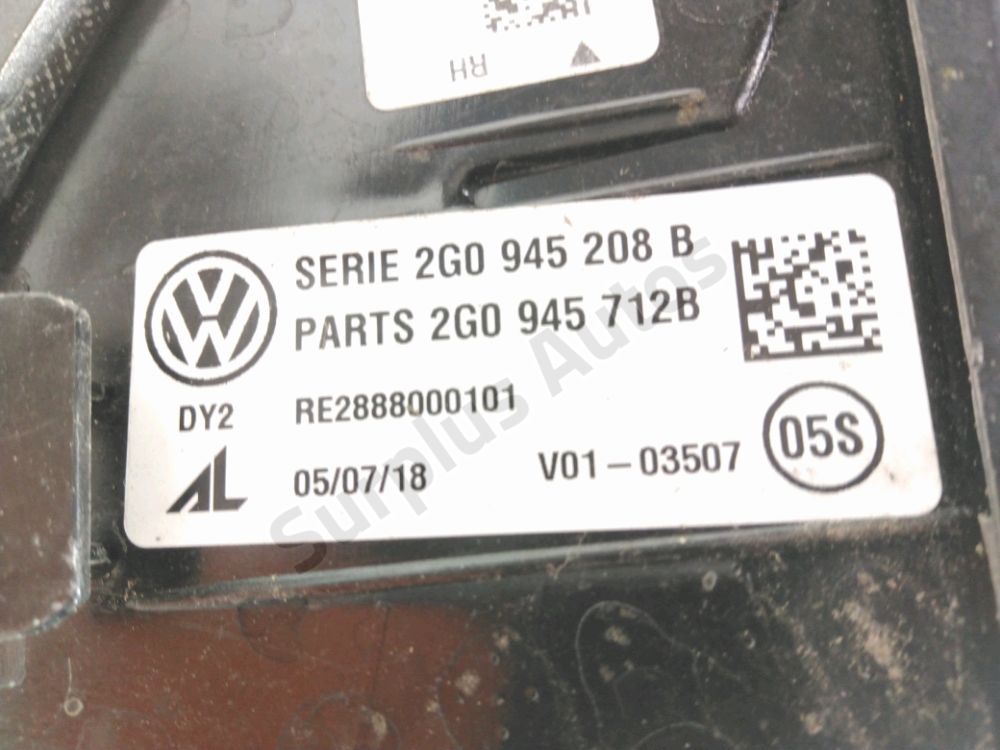 RH
SERIE 2G0 945 208 B
PARTS 2G0 945 712B
DY2
RE2888000101
AL
05/07/18
V01-03507
05S
Surplus Autos